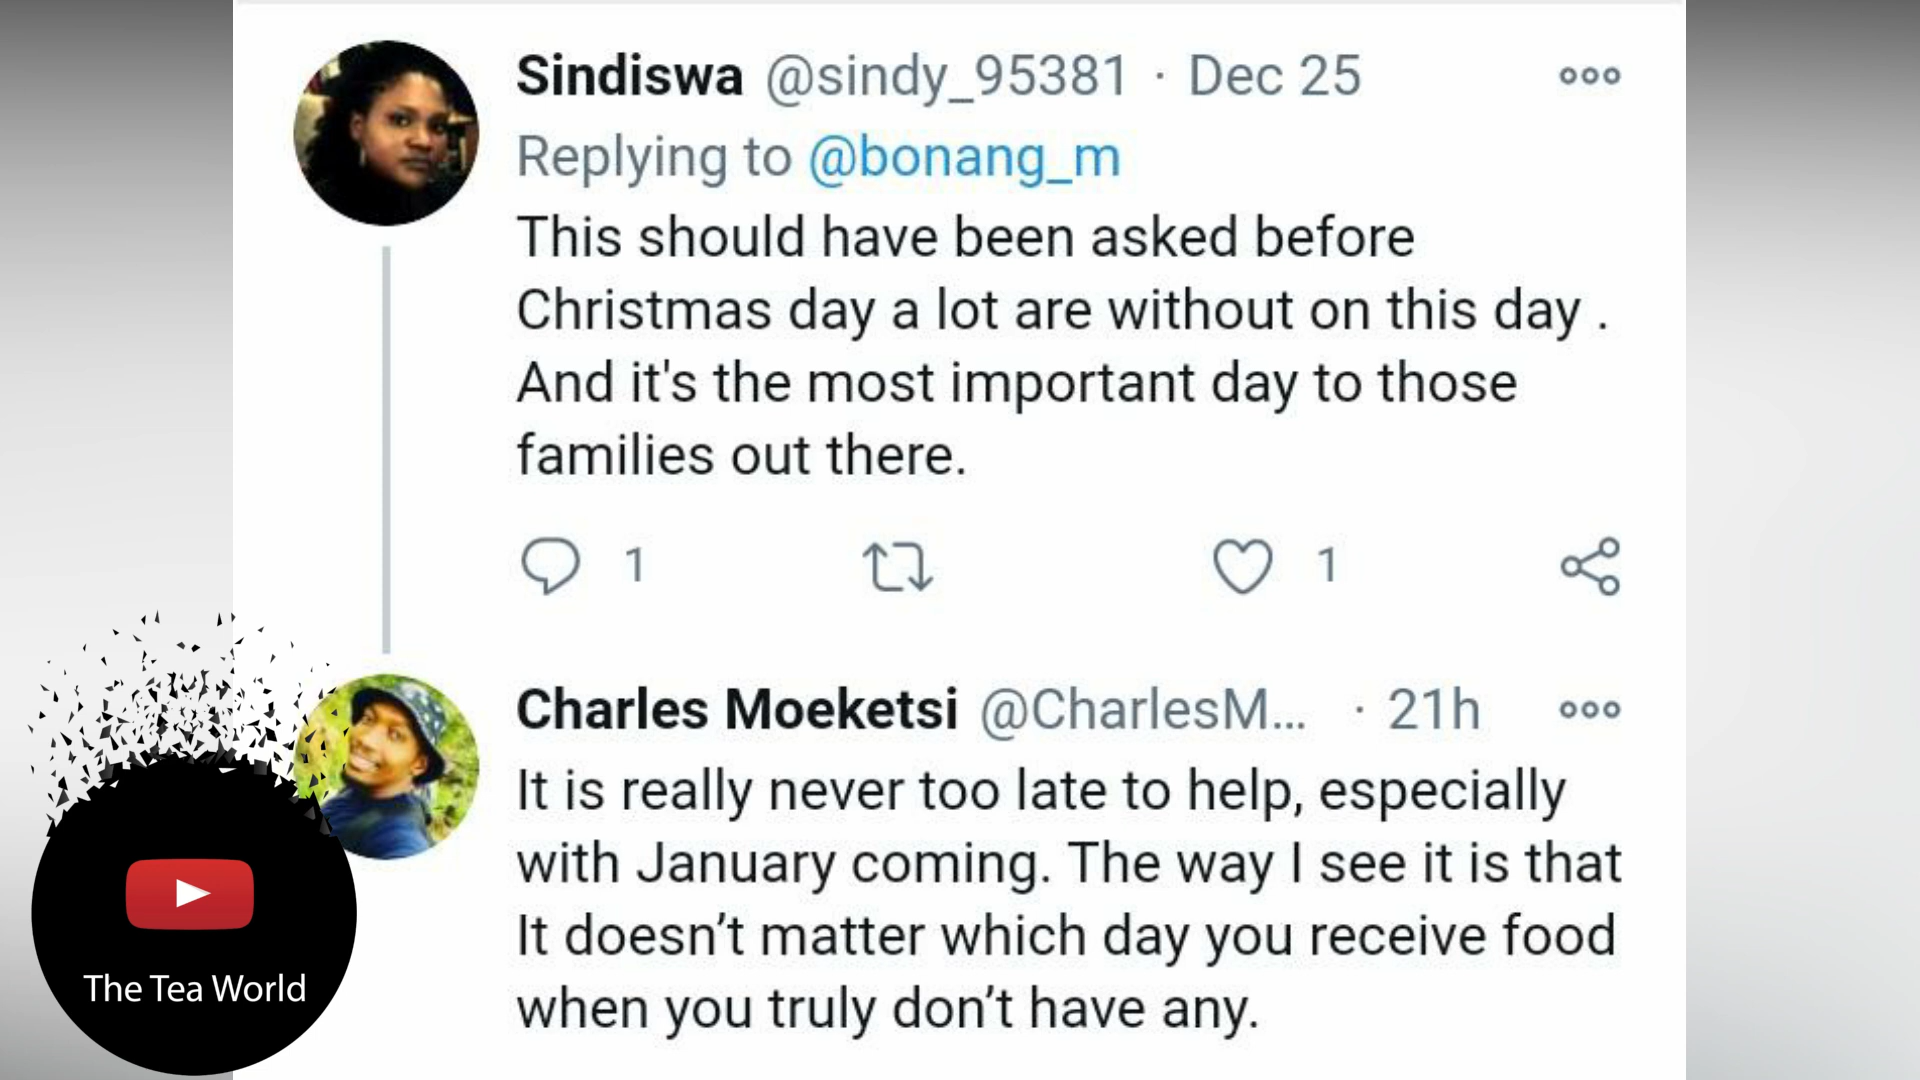 Sindiswa @sindy_95381 · Dec 25
Replying to @bonang_m
This should have been asked before
Christmas day a lot are without on this day .
And it's the most important day to those
families out there.
1 1
Charles Moeketsi @CharlesM... · 21h
It is really never too late to help, especially
with January coming. The way I see it is that
It doesn’t matter which day you receive food
when you truly don’t have any.
The Tea World